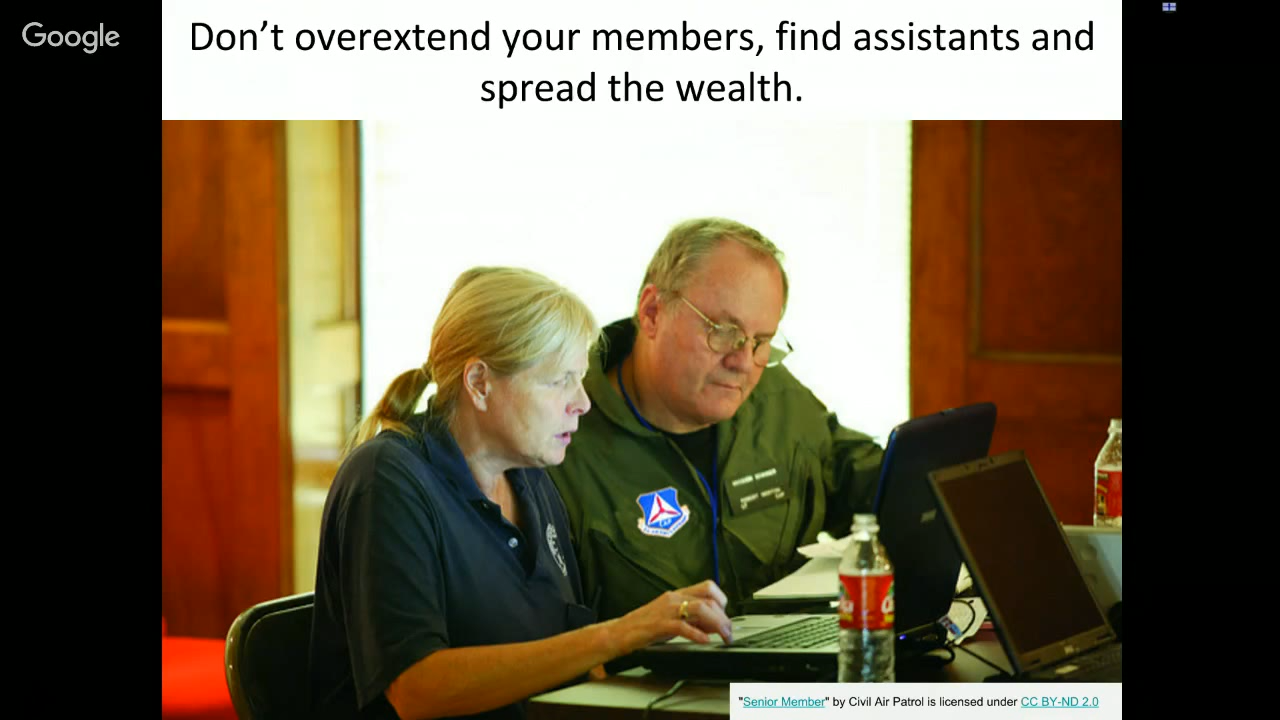 Google
Don't overextend your members, find assistants and
spread the wealth.
"Senior Member" by Civil Air Patrol is licensed under CC BY-ND 2.0